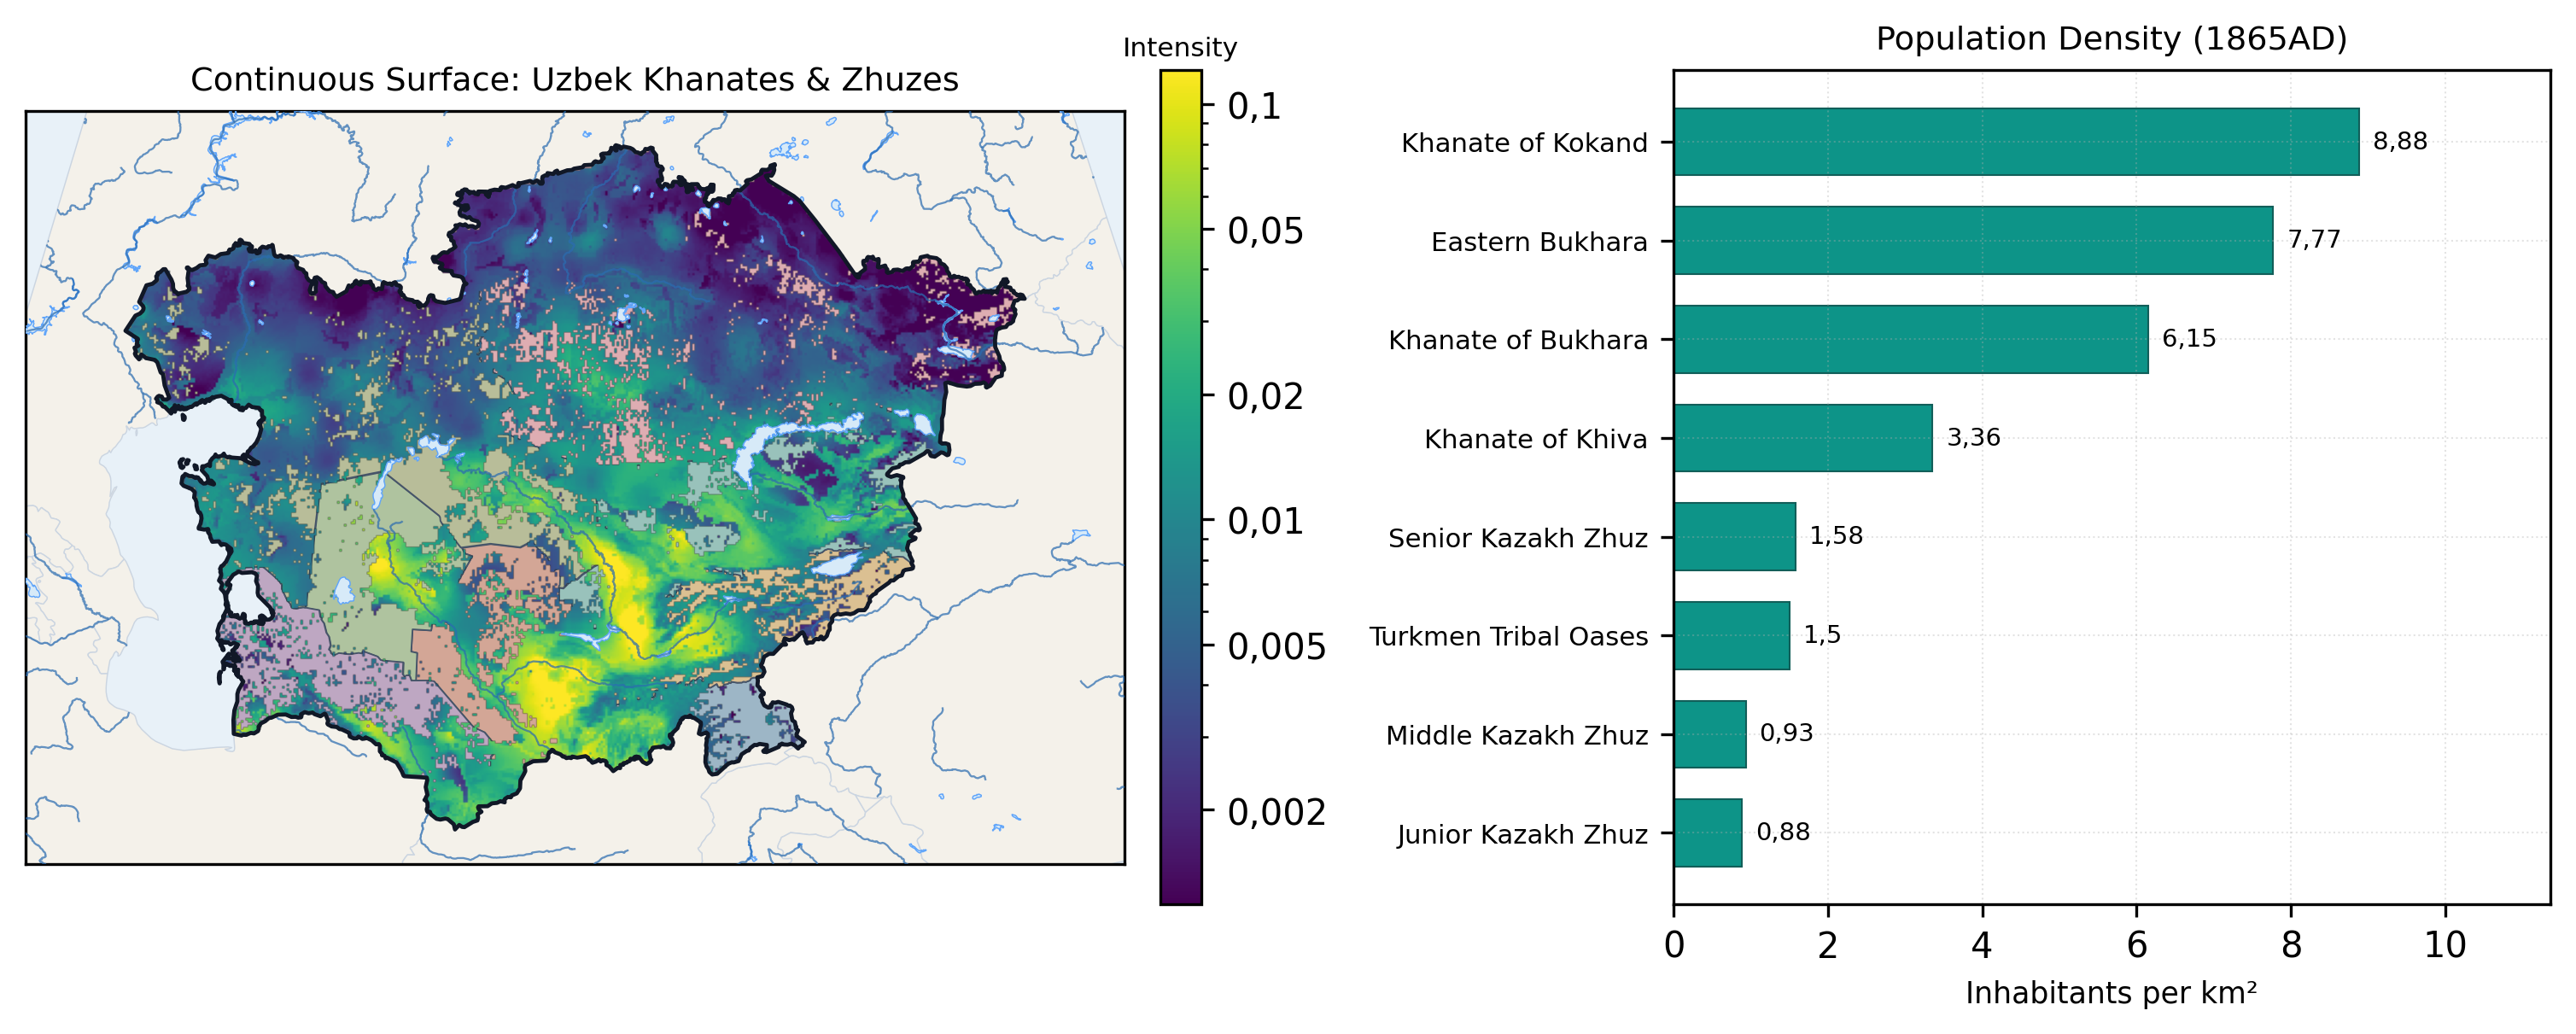 Continuous Surface: Uzbek Khanates & Zhuzes
Intensity
0,1
0,05
0,02
0,01
0,005
0,002
Population Density (1865AD)
Khanate of Kokand
8,88
Eastern Bukhara
7,77
Khanate of Bukhara
6,15
Khanate of Khiva
3,36
Senior Kazakh Zhuz
1,58
Turkmen Tribal Oases
1,5
Middle Kazakh Zhuz
0,93
Junior Kazakh Zhuz
0,88
0 2 4 6 8 10
Inhabitants per km²